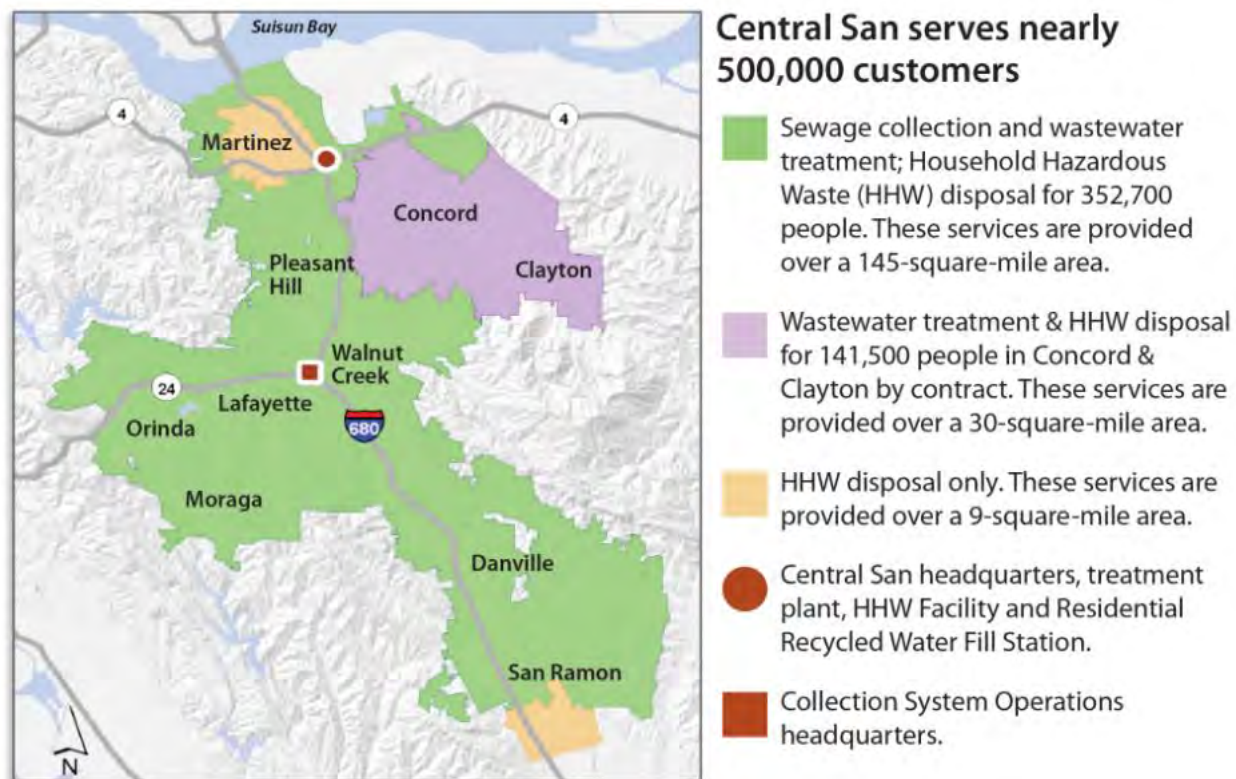 Suisun Bay
4
4
Martinez
Concord
Clayton
Pleasant
Hill
Walnut
Creek
24
Lafayette
Orinda
680
Moraga
Danville
San Ramon
N
Central San serves nearly
500,000 customers
Sewage collection and wastewater
treatment; Household Hazardous
Waste (HHW) disposal for 352,700
people. These services are provided
over a 145-square-mile area.
Wastewater treatment & HHW disposal
for 141,500 people in Concord &
Clayton by contract. These services are
provided over a 30-square-mile area.
HHW disposal only. These services are
provided over a 9-square-mile area.
Central San headquarters, treatment
plant, HHW Facility and Residential
Recycled Water Fill Station.
Collection System Operations
headquarters.